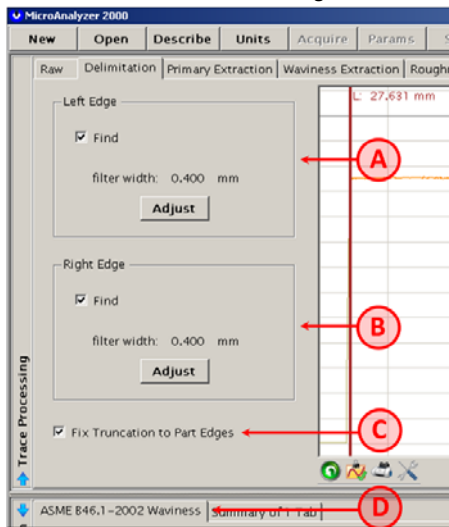 MicroAnalyzer 2000
New Open Describe Units Acquire Params S
Raw Delimitation Primary Extraction Waviness Extraction Roughn
L: 27.631 mm
Left Edge
Find
A
filter width: 0.400 mm
Adjust
Right Edge
Find
B
filter width: 0.400 mm
Adjust
Fix Truncation to Part Edges
C
Trace Processing
ASME B46.1-2002 Waviness Summary of 1 Tab
D